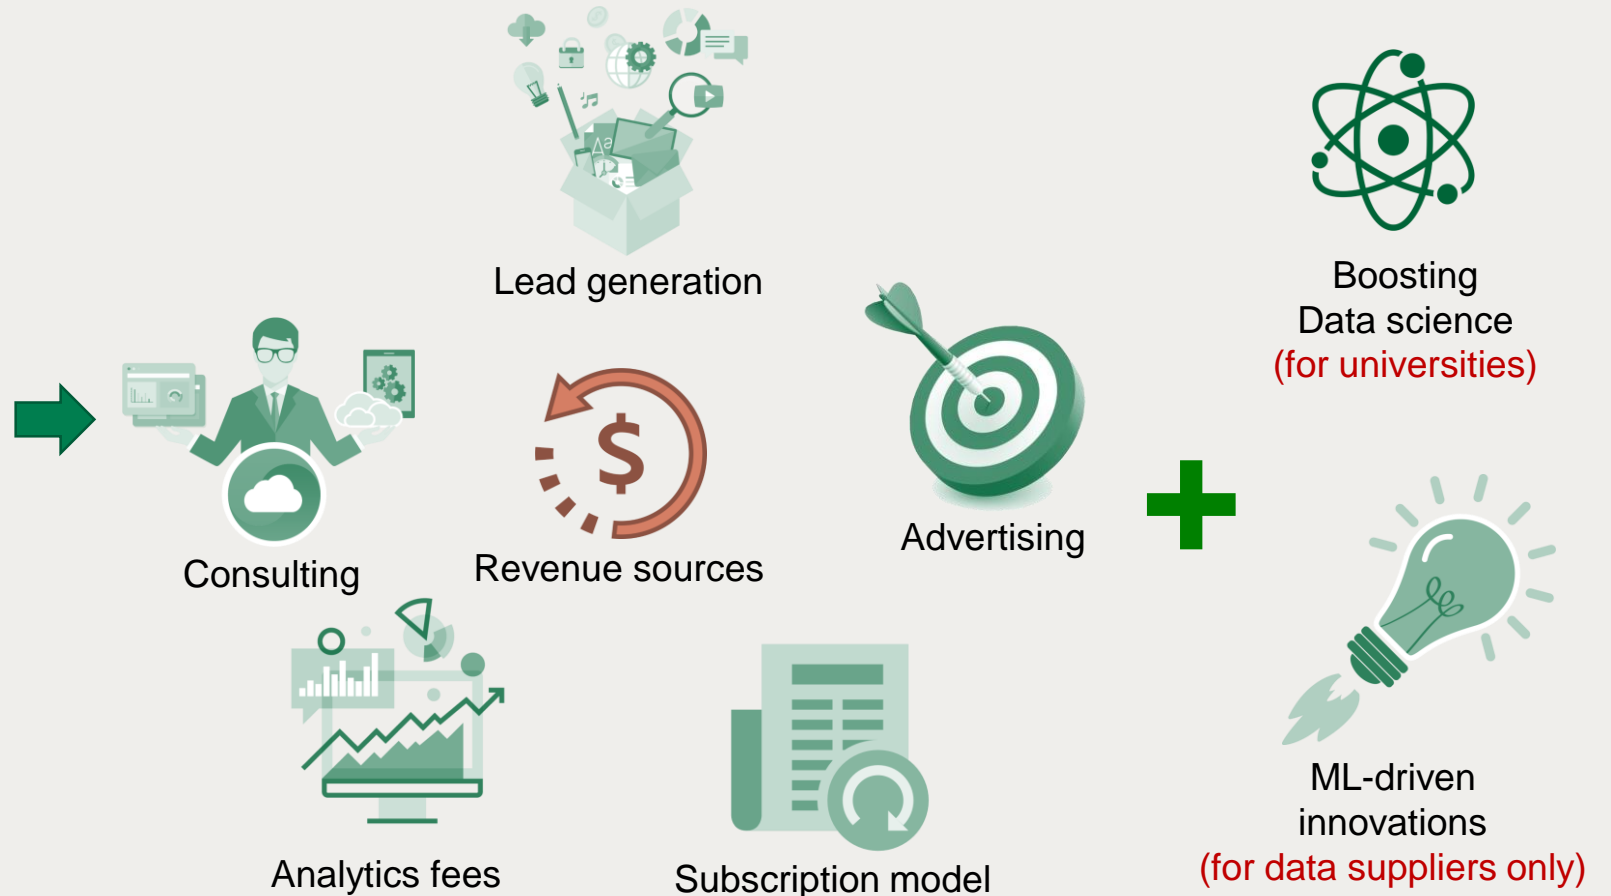 Lead generation
Consulting
$
Revenue sources
Advertising
Analytics fees
Subscription model
Boosting
Data science
(for universities)
ML-driven
innovations
(for data suppliers only)